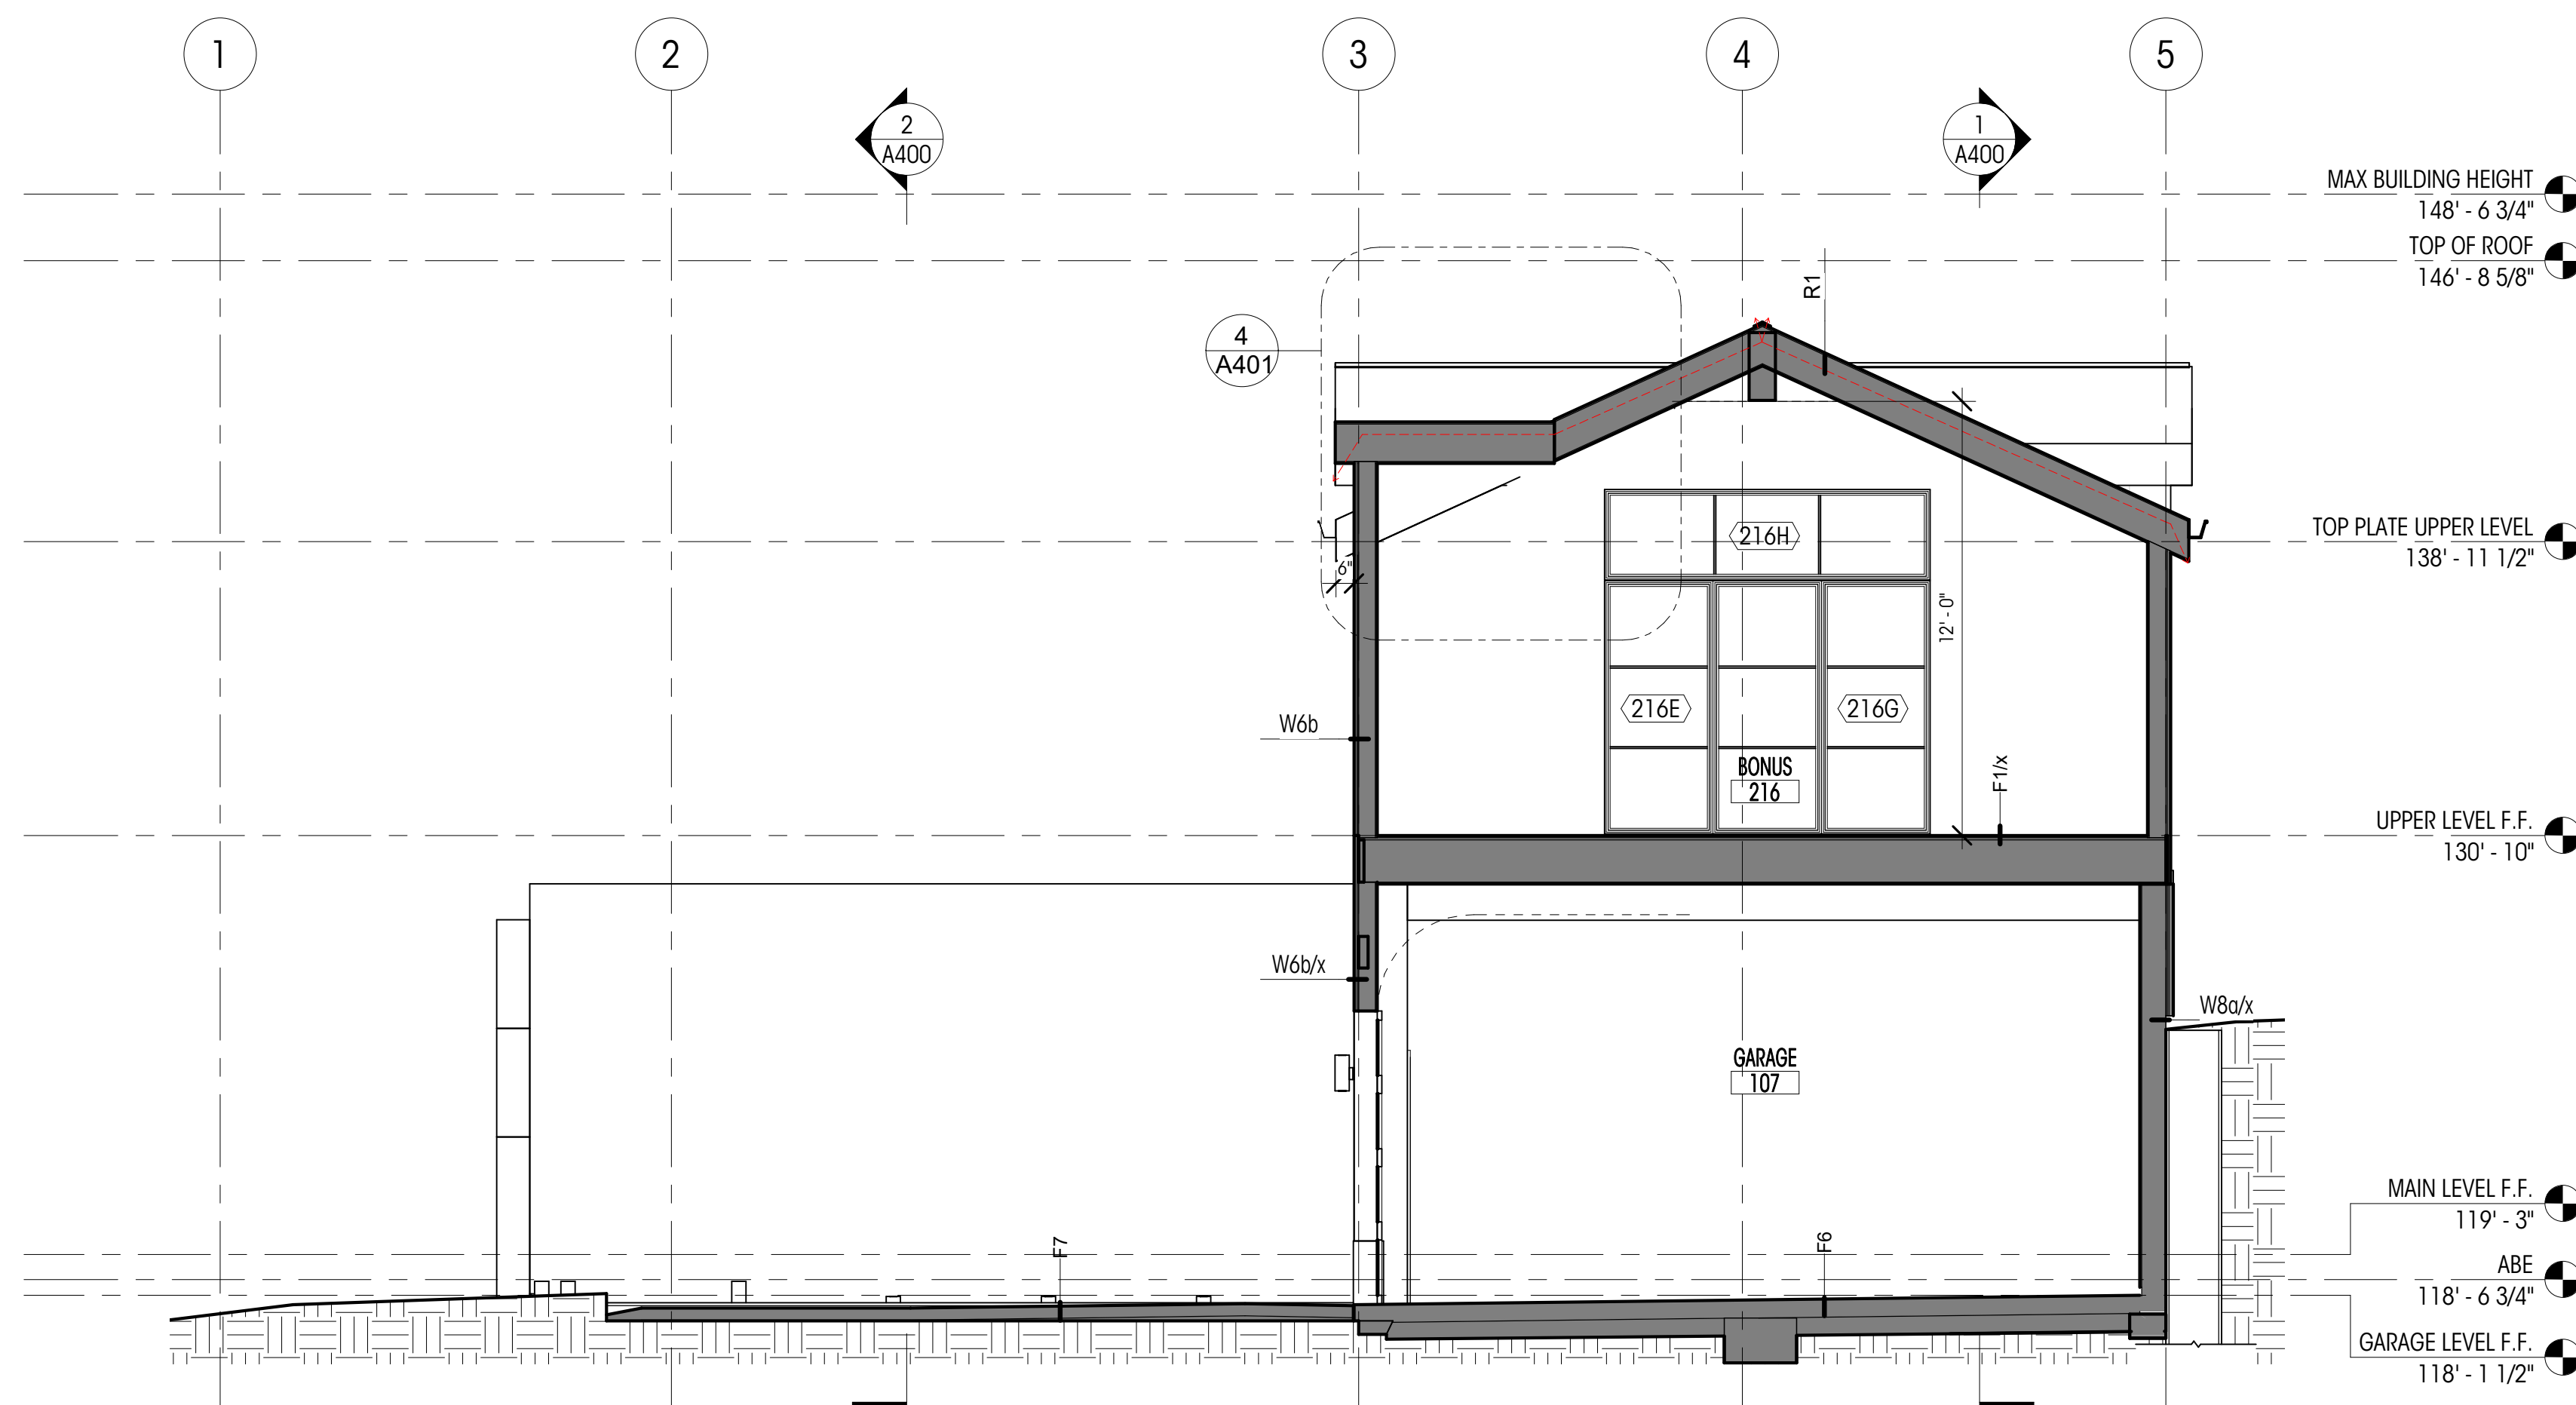 1
2
3
4
5
2
A400
1
A400
MAX BUILDING HEIGHT
148' - 6 3/4"
TOP OF ROOF
146' - 8 5/8"
R1
4
A401
TOP PLATE UPPER LEVEL
138' - 11 1/2"
216H
6"
12' - 0"
216E
216G
W6b
BONUS
216
F1/x
UPPER LEVEL F.F.
130' - 10"
W6b/x
W8a/x
GARAGE
107
MAIN LEVEL F.F.
119' - 3"
F7
F6
ABE
118' - 6 3/4"
GARAGE LEVEL F.F.
118' - 1 1/2"